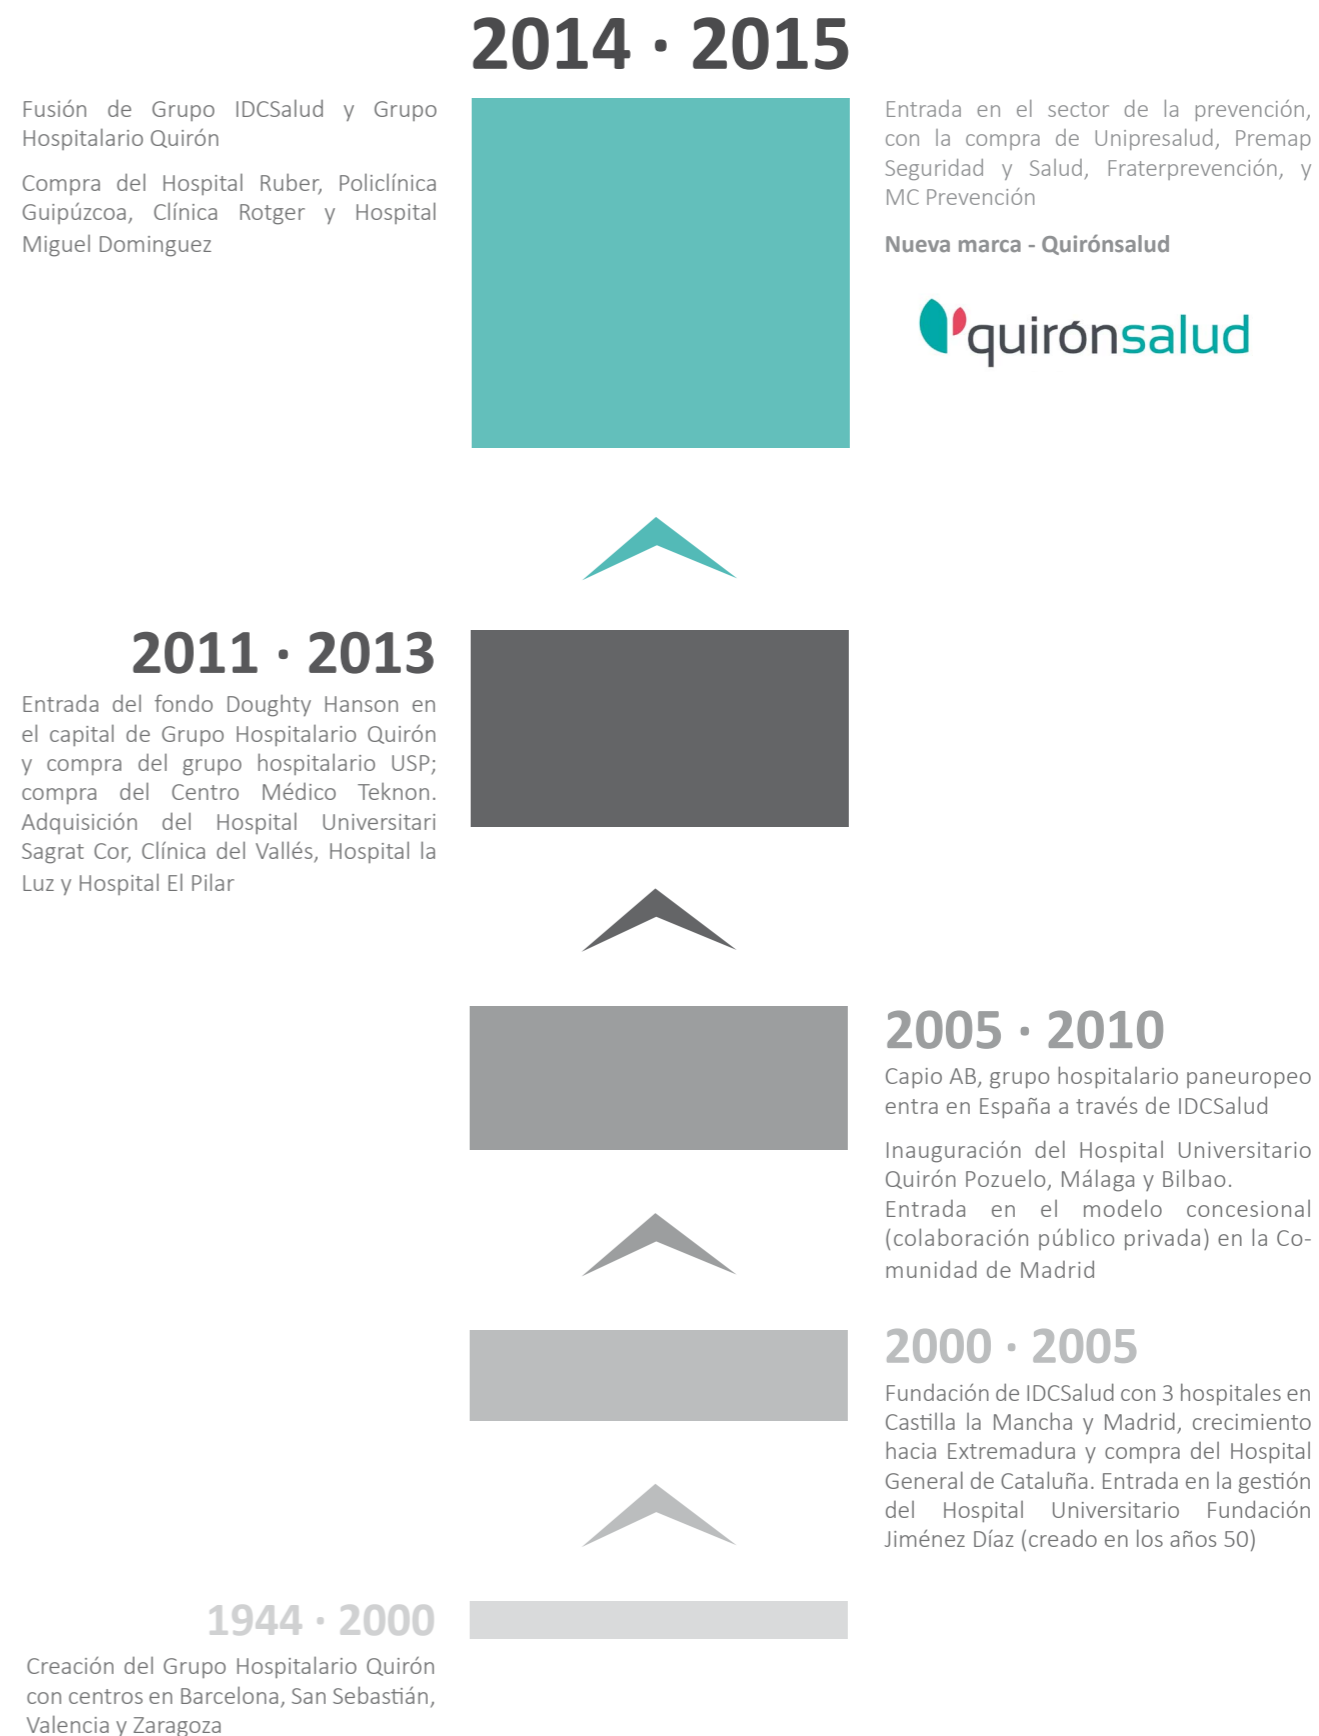 2014 · 2015
Fusión de Grupo IDCSalud y Grupo
Hospitalario Quirón
Compra del Hospital Ruber, Policlínica
Guipúzcoa, Clínica Rotger y Hospital
Miguel Dominguez
Entrada en el sector de la prevención,
con la compra de Unipresalud, Premap
Seguridad y Salud, Fraterprevención, y
MC Prevención
Nueva marca - Quirónsalud
quirónsalud
2011 · 2013
Entrada del fondo Doughty Hanson en
el capital de Grupo Hospitalario Quirón
y compra del grupo hospitalario USP;
compra del Centro Médico Teknon.
Adquisición del Hospital Universitari
Sagrat Cor, Clínica del Vallés, Hospital la
Luz y Hospital El Pilar
2005 · 2010
Capio AB, grupo hospitalario paneuropeo
entra en España a través de IDCSalud
Inauguración del Hospital Universitario
Quirón Pozuelo, Málaga y Bilbao.
Entrada en el modelo concesional
(colaboración público privada) en la Co-
munidad de Madrid
2000 · 2005
Fundación de IDCSalud con 3 hospitales en
Castilla la Mancha y Madrid, crecimiento
hacia Extremadura y compra del Hospital
General de Cataluña. Entrada en la gestión
del Hospital Universitario Fundación
Jiménez Díaz (creado en los años 50)
1944 · 2000
Creación del Grupo Hospitalario Quirón
con centros en Barcelona, San Sebastián,
Valencia y Zaragoza